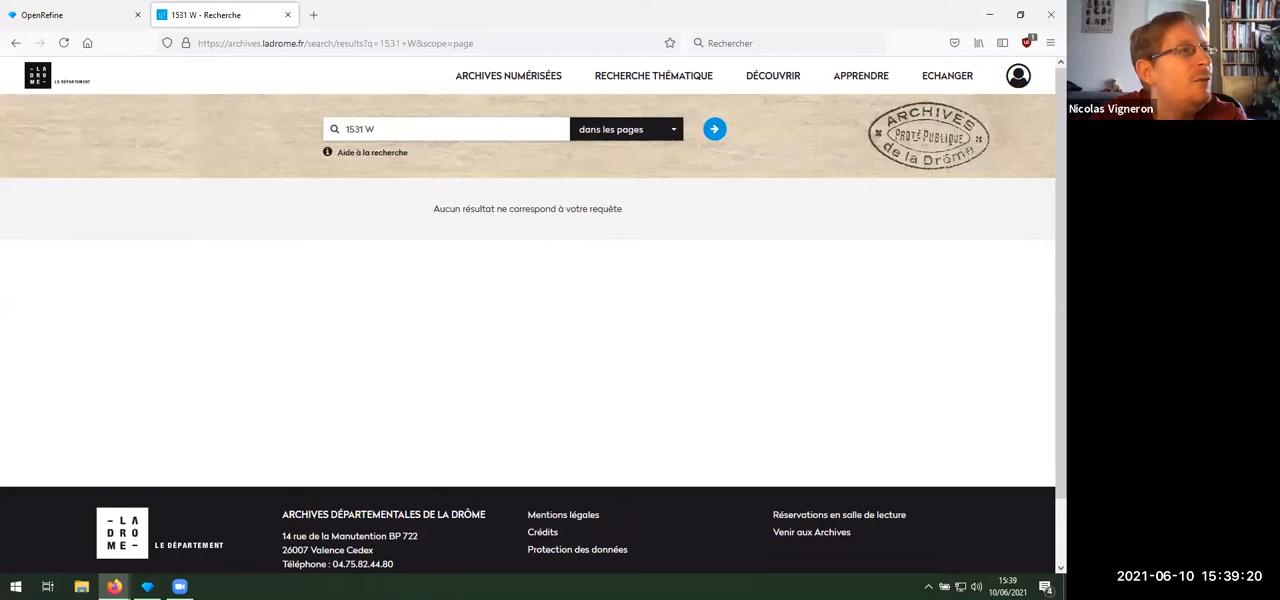 OpenRefine
1531 W - Recherche
https://archives.ladrome.fr/search/results?q=1531+W&scope=page
Rechercher
1
- LA
DRO
ME -
LE DÉPARTEMENT
ARCHIVES NUMÉRISÉES
RECHERCHE THÉMATIQUE
DÉCOUVRIR
APPRENDRE
ECHANGER
Nicolas Vigneron
1531 W
dans les pages
Aide à la recherche
ARCHIVES
PROTÉPUBLIQUE
de la Drôme
Aucun résultat ne correspond à votre requête
- LA
DRO
ME -
LE DÉPARTEMENT
ARCHIVES DÉPARTEMENTALES DE LA DRÔME
14 rue de la Manutention BP 722
26007 Valence Cedex
Téléphone : 04.75.82.44.80
Mentions légales
Crédits
Protection des données
Réservations en salle de lecture
Venir aux Archives
15:39
10/06/2021
4
2021-06-10 15:39:20